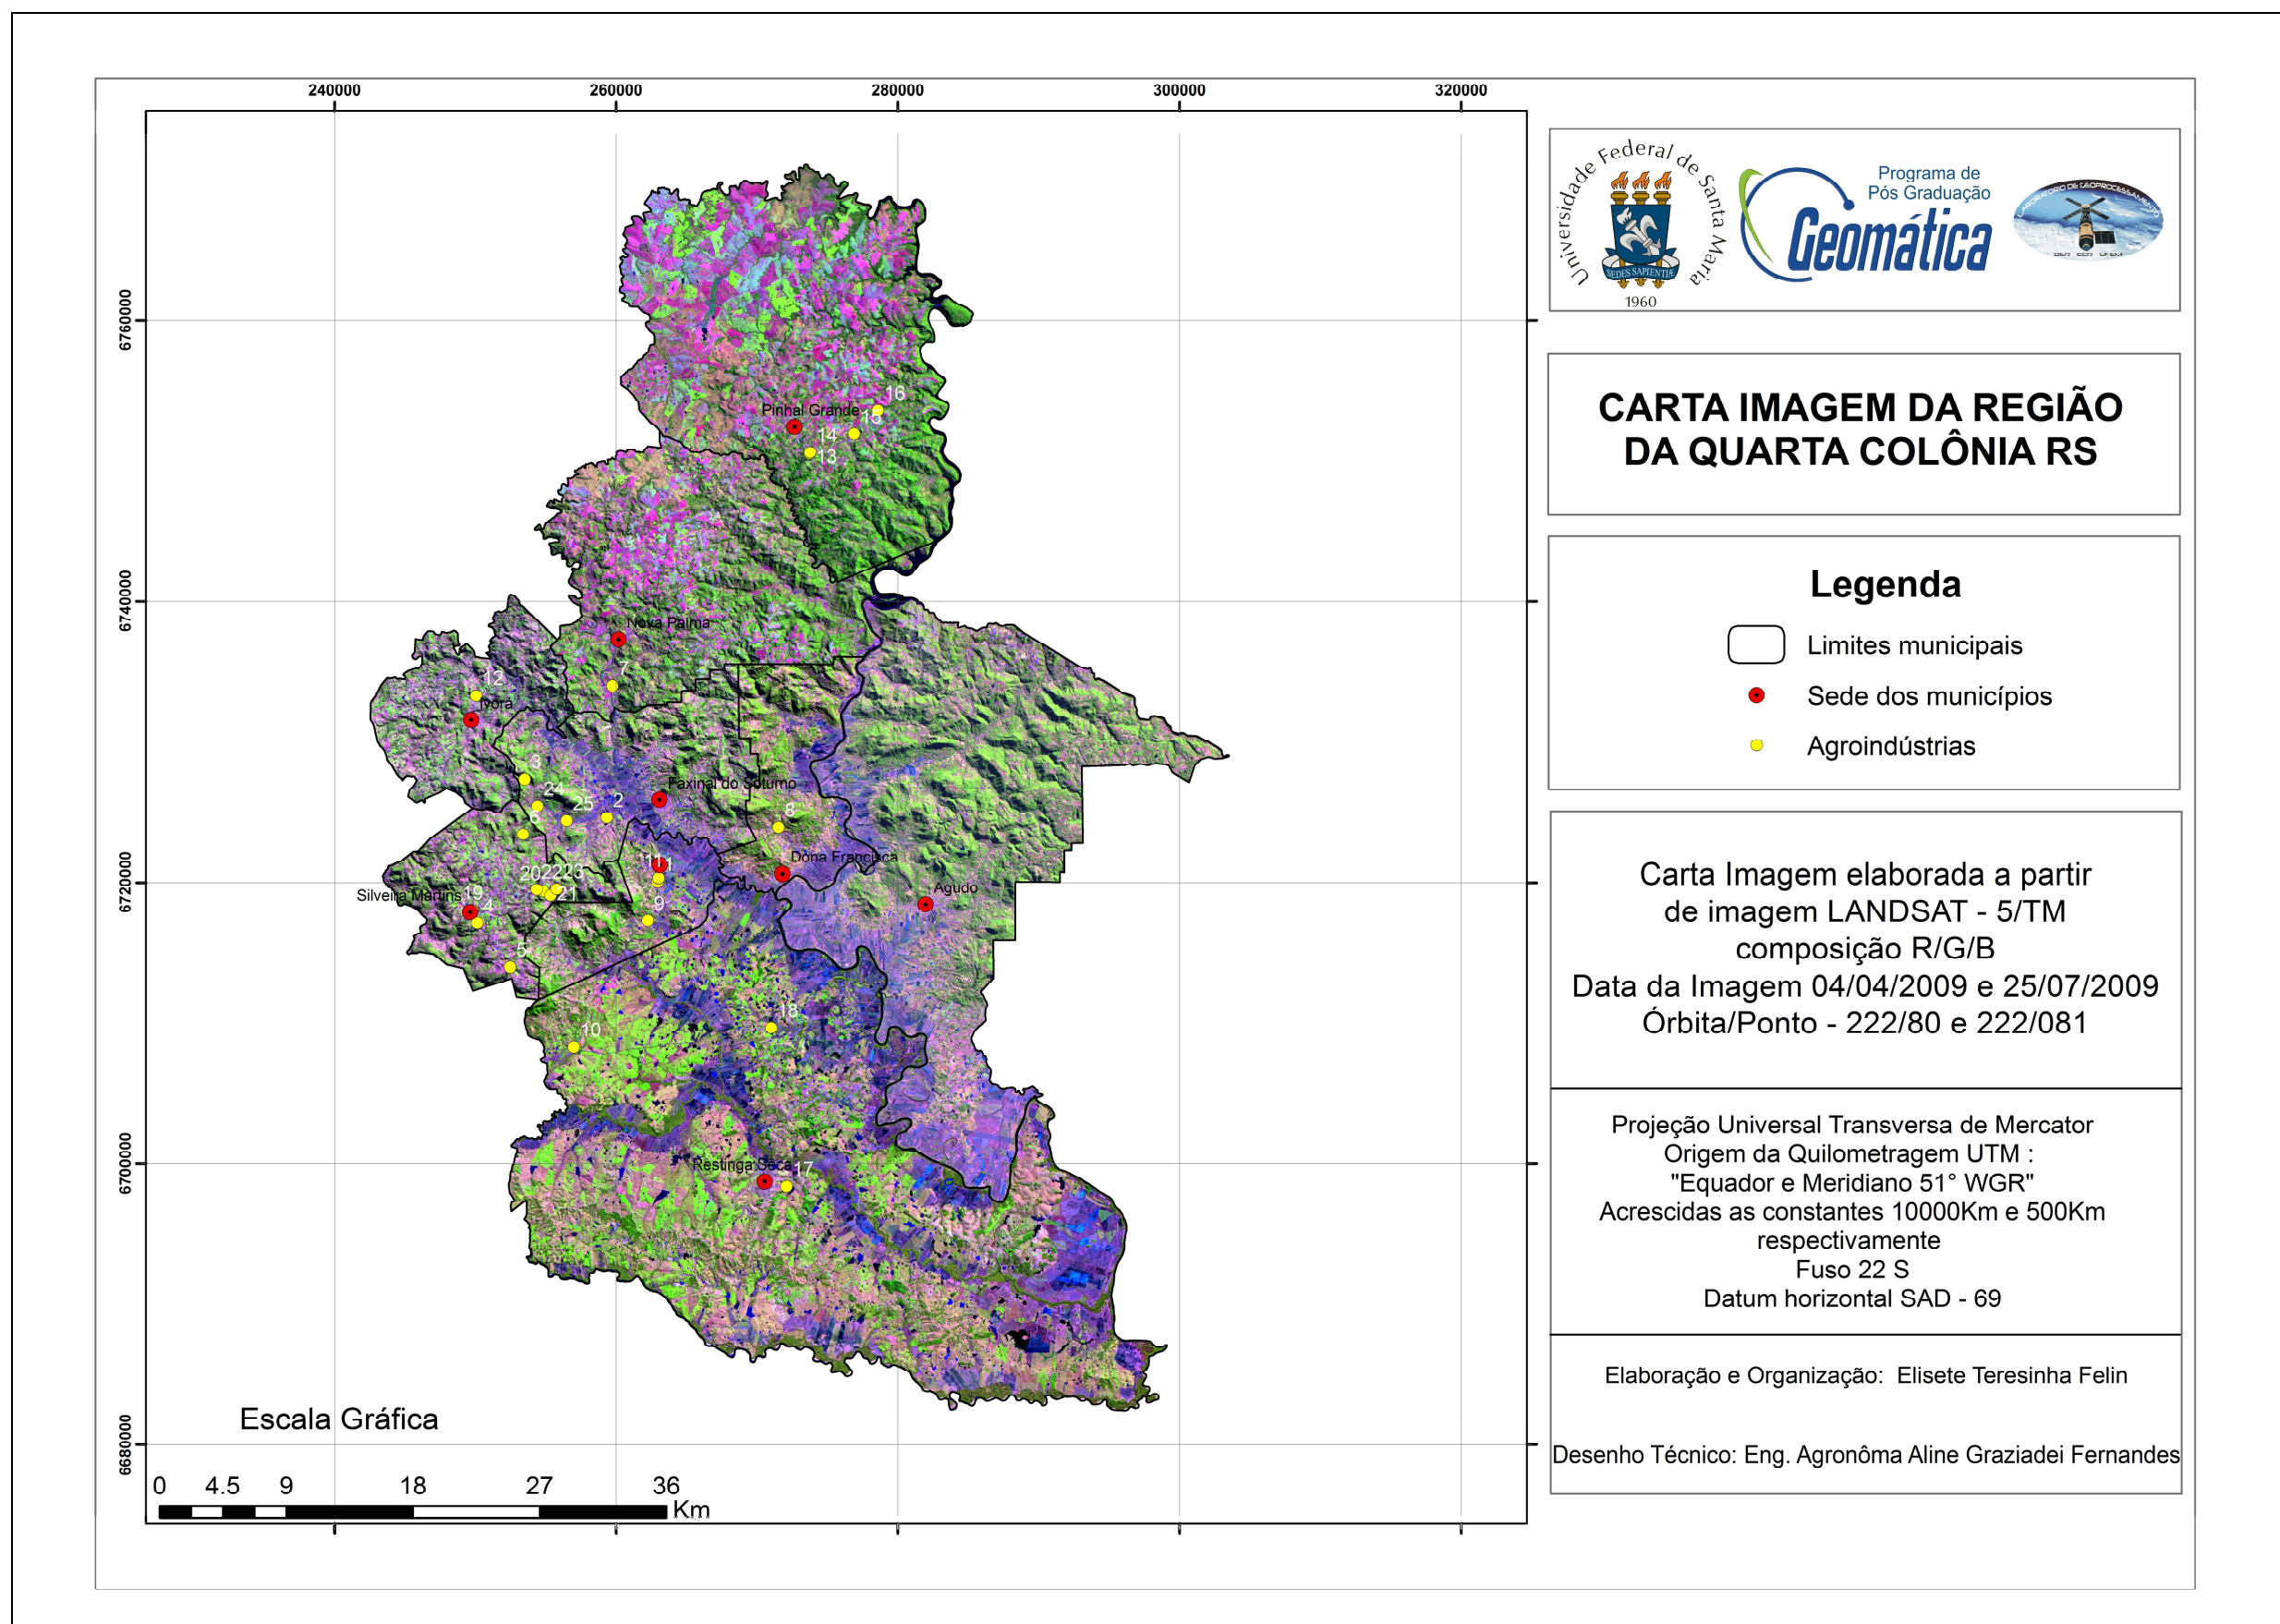 240000
260000
280000
300000
320000
6760000
6740000
6720000
6700000
6680000
Pinhal Grande
16
15
14
13
Nova Palma
7
12
Ivorá
3
24
25
2
6
Faxinal do Soturno
8
Dona Francisca
Agudo
20
22
23
21
19
Silveira Martins
4
5
9
18
10
Restinga Sêca
17
Escala Gráfica
0 4.5 9 18 27 36
Km
Universidade Federal de Santa Maria
SEDES SAPIENTIÆ
1960
Programa de
Pós Graduação
Geomática
LABORATÓRIO DE GEOPROCESSAMENTO
CARTA IMAGEM DA REGIÃO
DA QUARTA COLÔNIA RS
Legenda
Limites municipais
Sede dos municípios
Agroindústrias
Carta Imagem elaborada a partir
de imagem LANDSAT - 5/TM
composição R/G/B
Data da Imagem 04/04/2009 e 25/07/2009
Órbita/Ponto - 222/80 e 222/081
Projeção Universal Transversa de Mercator
Origem da Quilometragem UTM :
"Equador e Meridiano 51° WGR"
Acrescidas as constantes 10000Km e 500Km
respectivamente
Fuso 22 S
Datum horizontal SAD - 69
Elaboração e Organização: Elisete Teresinha Felin
Desenho Técnico: Eng. Agronôma Aline Graziadei Fernandes